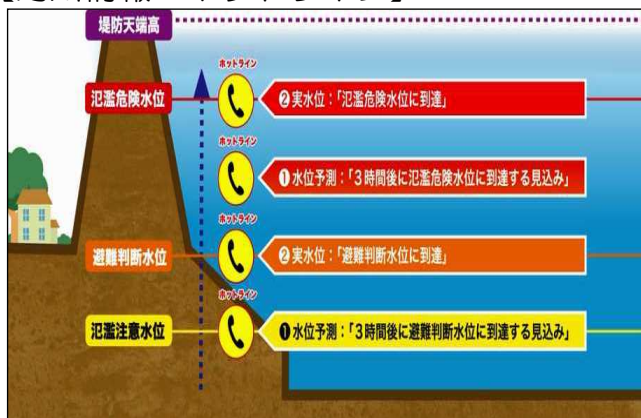 堤防天端高
ホットライン
氾濫危険水位
❷実水位:「氾濫危険水位に到達」
ホットライン
❶水位予測:「3時間後に氾濫危険水位に到達する見込み」
ホットライン
避難判断水位
❷実水位:「避難判断水位に到達」
ホットライン
氾濫注意水位
❶水位予測:「3時間後に避難判断水位に到達する見込み」